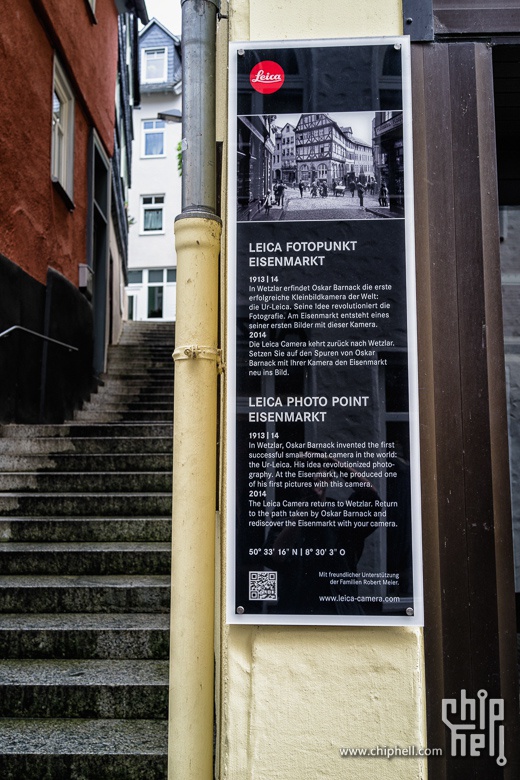 Leica
LEICA FOTOPUNKT
EISENMARKT
1913 | 14
In Wetzlar erfindet Oskar Barnack die erste
erfolgreiche Kleinbildkamera der Welt:
die Ur-Leica. Seine Idee revolutioniert die
Fotografie. Am Eisenmarkt entsteht eines
seiner ersten Bilder mit dieser Kamera.
2014
Die Leica Camera kehrt zurück nach Wetzlar.
Setzen Sie auf den Spuren von Oskar
Barnack mit Ihrer Kamera den Eisenmarkt
neu ins Bild.
LEICA PHOTO POINT
EISENMARKT
1913 | 14
In Wetzlar, Oskar Barnack invented the first
successful small-format camera in the world:
the Ur-Leica. His idea revolutionized photo-
graphy. At the Eisenmarkt, he produced one
of his first pictures with this camera.
2014
The Leica Camera returns to Wetzlar. Return
to the path taken by Oskar Barnack and
rediscover the Eisenmarkt with your camera.
50° 33' 16" N | 8° 30' 3" O
Mit freundlicher Unterstützung
der Familien Robert Meier.
www.leica-camera.com
chip
hell
www.chiphell.com